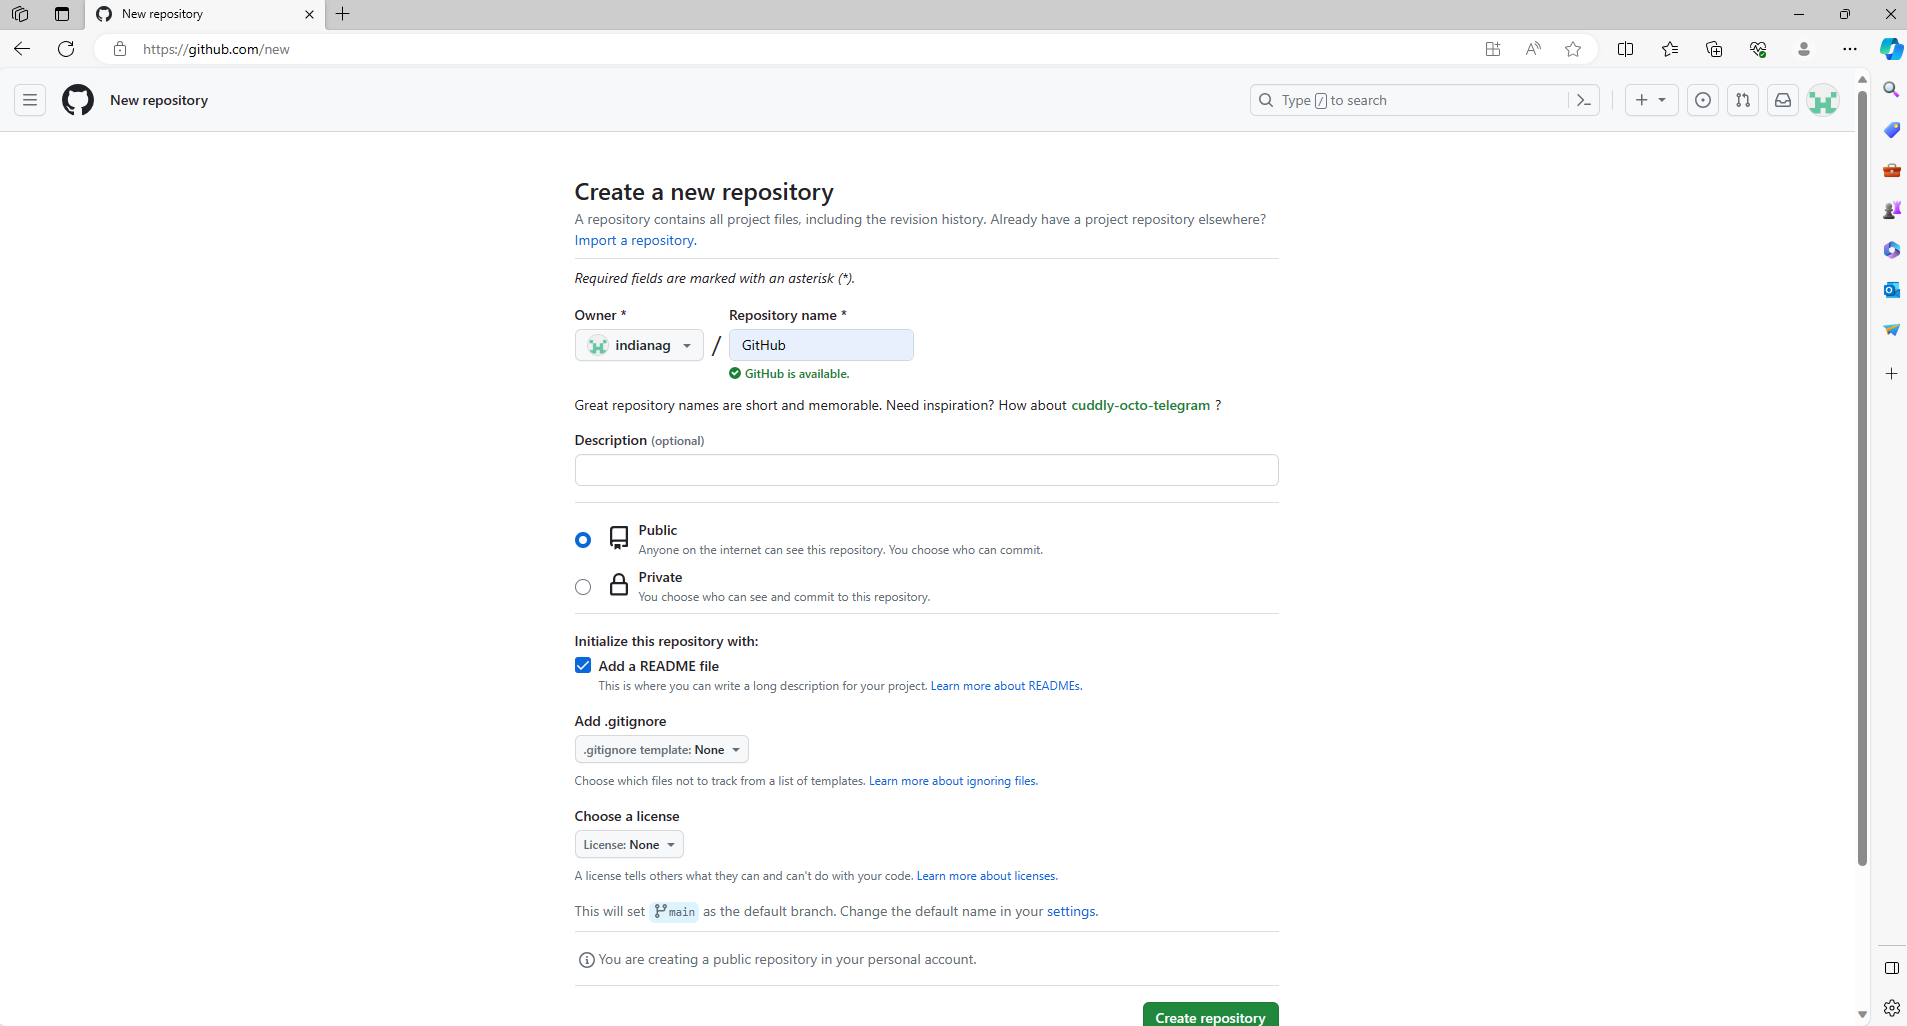 New repository
https://github.com/new
New repository
Type / to search
Create a new repository
A repository contains all project files, including the revision history. Already have a project repository elsewhere?
Import a repository.
Required fields are marked with an asterisk (*).
Owner * Repository name *
indianag / GitHub
GitHub is available.
Great repository names are short and memorable. Need inspiration? How about cuddly-octo-telegram ?
Description (optional)
Public
Anyone on the internet can see this repository. You choose who can commit.
Private
You choose who can see and commit to this repository.
Initialize this repository with:
Add a README file
This is where you can write a long description for your project. Learn more about READMEs.
Add .gitignore
.gitignore template: None
Choose which files not to track from a list of templates. Learn more about ignoring files.
Choose a license
License: None
A license tells others what they can and can't do with your code. Learn more about licenses.
This will set main as the default branch. Change the default name in your settings.
You are creating a public repository in your personal account.
Create repository